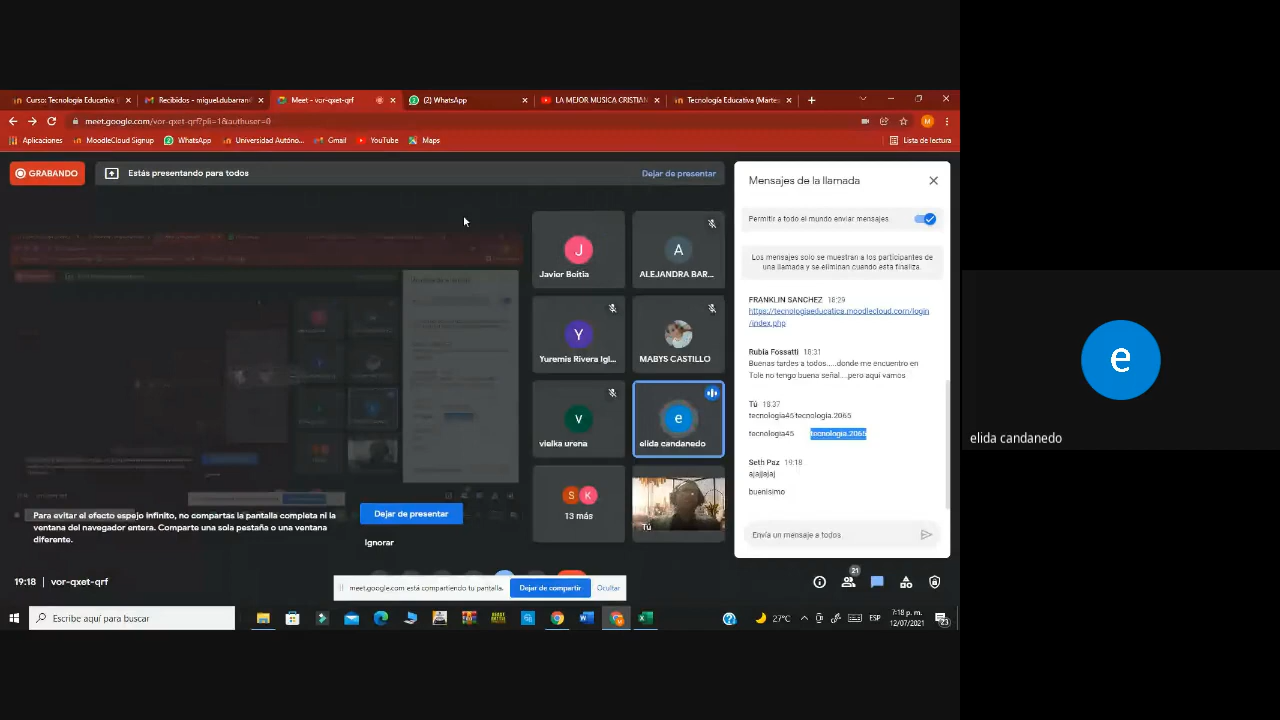 Curso: Tecnología Educativa
Recibidos - miguel.dubarran
Meet - vor-qxet-qrf
(2) WhatsApp
LA MEJOR MUSICA CRISTIAN
Tecnología Educativa (Martes
meet.google.com/vor-qxet-qrf?pli=1&authuser=0
Aplicaciones
MoodleCloud Signup
WhatsApp
Universidad Autóno...
Gmail
YouTube
Maps
Lista de lectura
GRABANDO
Estás presentando para todos
Dejar de presentar
Mensajes de la llamada
Permitir a todo el mundo enviar mensajes
Los mensajes solo se muestran a los participantes de
una llamada y se eliminan cuando esta finaliza.
FRANKLIN SANCHEZ 18:29
https://tecnologiaeducatica.moodlecloud.com/login
/index.php
Rubia Fossatti 18:31
Buenas tardes a todos.....donde me encuentro en
Tole no tengo buena señal....pero aquí vamos
Tú 18:37
tecnologia45 tecnologia.2065
tecnologia45 tecnologia.2065
Seth Paz 19:18
ajajjajaj
buenisimo
Envía un mensaje a todos
J
Javier Boitia
A
ALEJANDRA BAR...
Y
Yuremis Rivera Igl...
MABYS CASTILLO
v
vielka urena
e
elida candanedo
S K
13 más
Tú
Para evitar el efecto espejo infinito, no compartas la pantalla completa ni la
ventana del navegador entera. Comparte una sola pestaña o una ventana
diferente.
Dejar de presentar
Ignorar
19:18 | vor-qxet-qrf
21
meet.google.com está compartiendo tu pantalla.
Dejar de compartir
Ocultar
Escribe aquí para buscar
27°C
ESP
7:18 p. m.
12/07/2021
23
e
elida candanedo